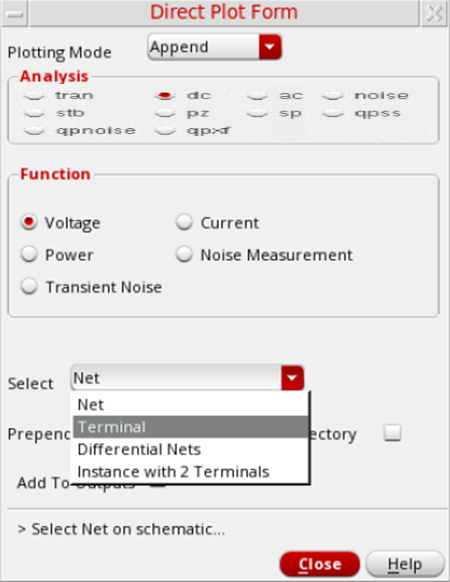 Direct Plot Form
Plotting Mode Append
Analysis
tran dc ac noise
stb pz sp qpss
qpnoise qpxf
Function
Voltage Current
Power Noise Measurement
Transient Noise
Select Net
Net
Terminal
Differential Nets
Instance with 2 Terminals
Prepend ectory
Add To Outputs
> Select Net on schematic...
Close Help